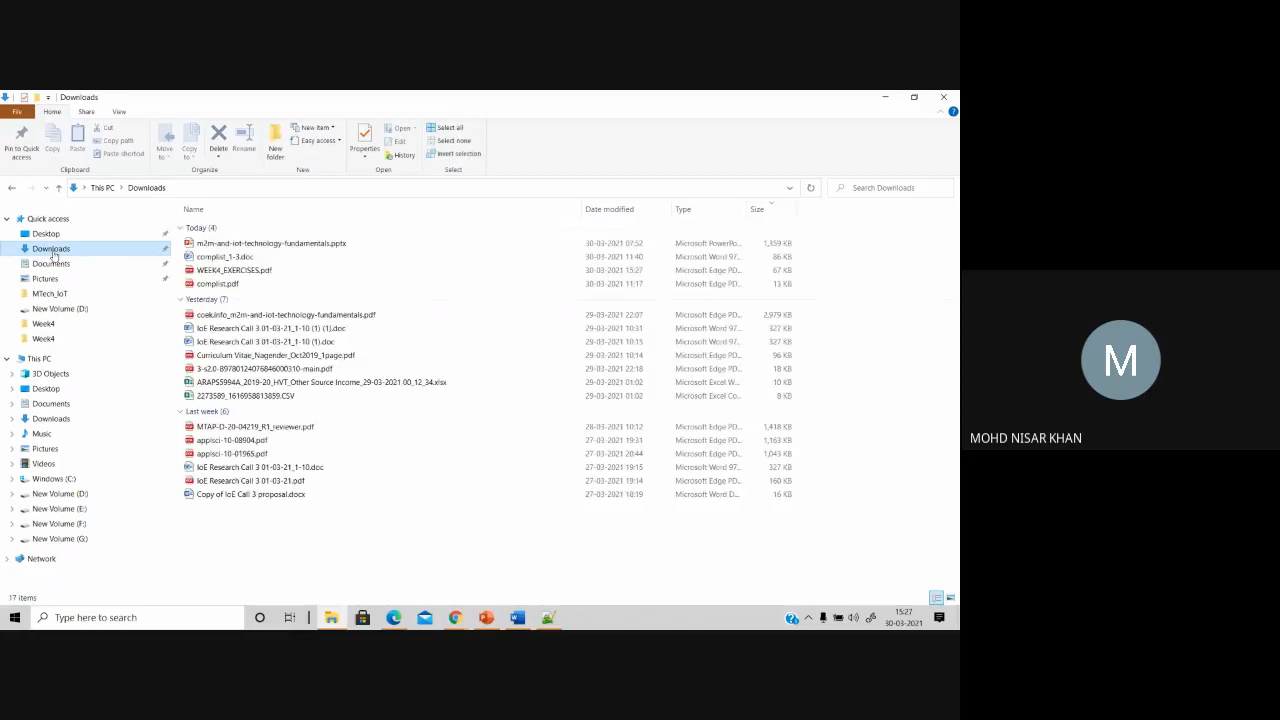 Downloads
File Home Share View
Pin to Quick access Copy Paste Cut Copy path Paste shortcut Move to Copy to Delete Rename New folder New item Easy access Properties Open Edit History Select all Select none Invert selection
Clipboard Organize New Open Select
This PC Downloads Search Downloads
Name Date modified Type Size
Quick access
Desktop
Downloads
Documents
Pictures
MTech_IoT
New Volume (D:)
Week4
Week4
This PC
3D Objects
Desktop
Documents
Downloads
Music
Pictures
Videos
Windows (C:)
New Volume (D:)
New Volume (E:)
New Volume (F:)
New Volume (G:)
Network
Today (4)
m2m-and-iot-technology-fundamentals.pptx 30-03-2021 07:52 Microsoft PowerPo... 1,359 KB
complist_1-3.doc 30-03-2021 11:40 Microsoft Word 97... 86 KB
WEEK4_EXERCISES.pdf 30-03-2021 15:27 Microsoft Edge PD... 67 KB
complist.pdf 30-03-2021 11:17 Microsoft Edge PD... 13 KB
Yesterday (7)
coek.info_m2m-and-iot-technology-fundamentals.pdf 29-03-2021 22:07 Microsoft Edge PD... 2,979 KB
IoE Research Call 3 01-03-21_1-10 (1) (1).doc 29-03-2021 10:31 Microsoft Word 97... 327 KB
IoE Research Call 3 01-03-21_1-10 (1).doc 29-03-2021 10:15 Microsoft Word 97... 327 KB
Curriculum Vitae_Nagender_Oct2019_1page.pdf 29-03-2021 10:14 Microsoft Edge PD... 96 KB
3-s2.0-B9780124076846000310-main.pdf 29-03-2021 22:18 Microsoft Edge PD... 18 KB
ARAPS5994A_2019-20_HVT_Other Source Income_29-03-2021 00_12_34.xlsx 29-03-2021 01:02 Microsoft Excel W... 10 KB
2273589_1616958813859.CSV 29-03-2021 01:02 Microsoft Excel Co... 8 KB
Last week (6)
MTAP-D-20-04219_R1_reviewer.pdf 28-03-2021 10:12 Microsoft Edge PD... 1,418 KB
applsci-10-08904.pdf 27-03-2021 19:31 Microsoft Edge PD... 1,163 KB
applsci-10-01965.pdf 27-03-2021 20:44 Microsoft Edge PD... 1,043 KB
IoE Research Call 3 01-03-21_1-10.doc 27-03-2021 19:15 Microsoft Word 97... 327 KB
IoE Research Call 3 01-03-21.pdf 27-03-2021 19:14 Microsoft Edge PD... 160 KB
Copy of IoE Call 3 proposal.docx 27-03-2021 18:19 Microsoft Word D... 16 KB
17 items
Type here to search
15:27
30-03-2021
M
MOHD NISAR KHAN